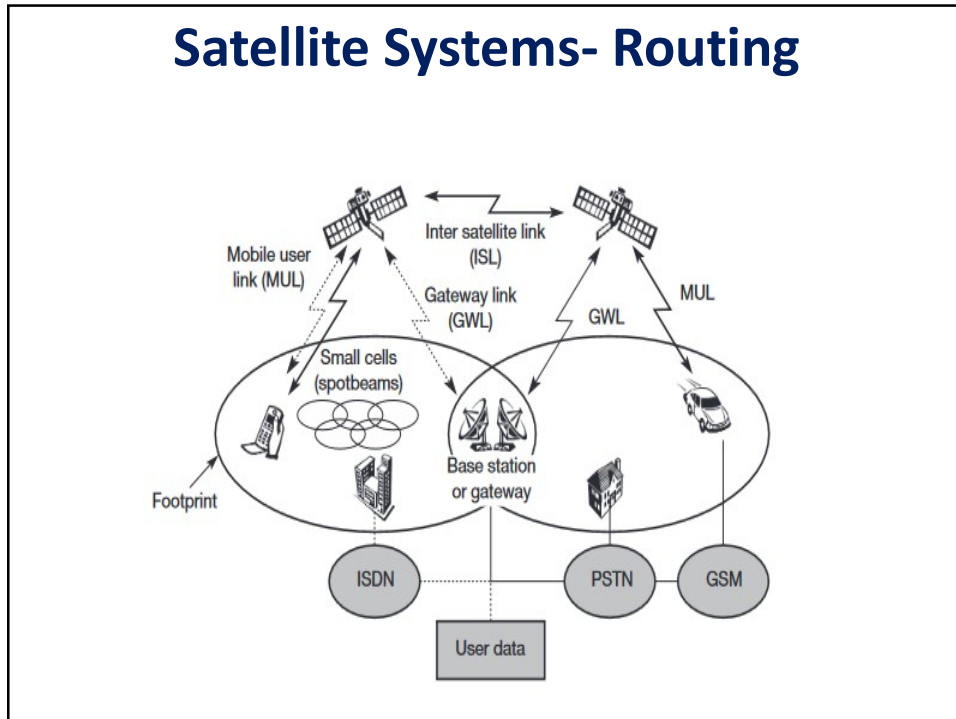 Satellite Systems- Routing
Inter satellite link
(ISL)
Mobile user
link (MUL)
Gateway link
(GWL)
GWL
MUL
Small cells
(spotbeams)
Base station
or gateway
Footprint
ISDN
PSTN
GSM
User data